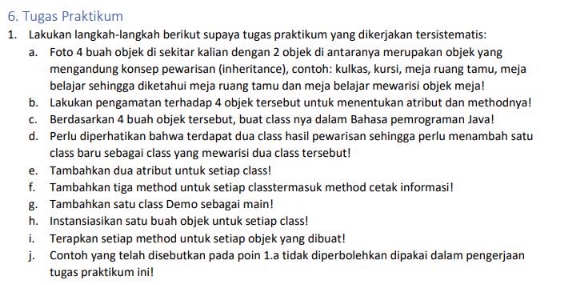 6. Tugas Praktikum
1. Lakukan langkah-langkah berikut supaya tugas praktikum yang dikerjakan tersistematis:
a. Foto 4 buah objek di sekitar kalian dengan 2 objek di antaranya merupakan objek yang
mengandung konsep pewarisan (inheritance), contoh: kulkas, kursi, meja ruang tamu, meja
belajar sehingga diketahui meja ruang tamu dan meja belajar mewarisi objek meja!
b. Lakukan pengamatan terhadap 4 objek tersebut untuk menentukan atribut dan methodnya!
c. Berdasarkan 4 buah objek tersebut, buat class nya dalam Bahasa pemrograman Java!
d. Perlu diperhatikan bahwa terdapat dua class hasil pewarisan sehingga perlu menambah satu
class baru sebagai class yang mewarisi dua class tersebut!
e. Tambahkan dua atribut untuk setiap class!
f. Tambahkan tiga method untuk setiap classtermasuk method cetak informasi!
g. Tambahkan satu class Demo sebagai main!
h. Instansiasikan satu buah objek untuk setiap class!
i. Terapkan setiap method untuk setiap objek yang dibuat!
j. Contoh yang telah disebutkan pada poin 1.a tidak diperbolehkan dipakai dalam pengerjaan
tugas praktikum ini!